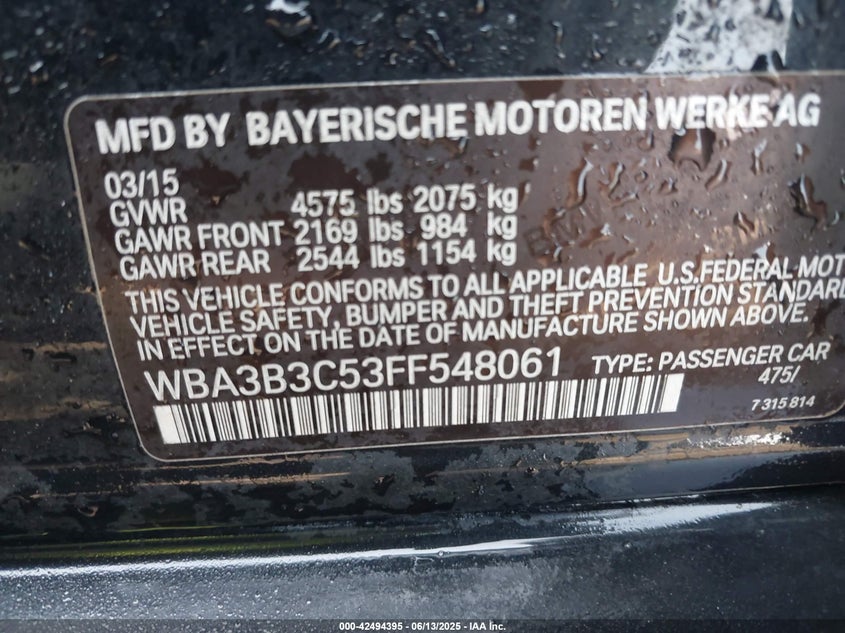 MFD BY BAYERISCHE MOTOREN WERKE AG
03/15
GVWR 4575 lbs 2075 kg
GAWR FRONT 2169 lbs 984 kg
GAWR REAR 2544 lbs 1154 kg
THIS VEHICLE CONFORMS TO ALL APPLICABLE U.S.FEDERAL MOT
VEHICLE SAFETY, BUMPER AND THEFT PREVENTION STANDARD
IN EFFECT ON THE DATE OF MANUFACTURE SHOWN ABOVE.
WBA3B3C53FF548061 TYPE: PASSENGER CAR
475/
7 315 814
000-42494395 - 06/13/2025 - IAA Inc.